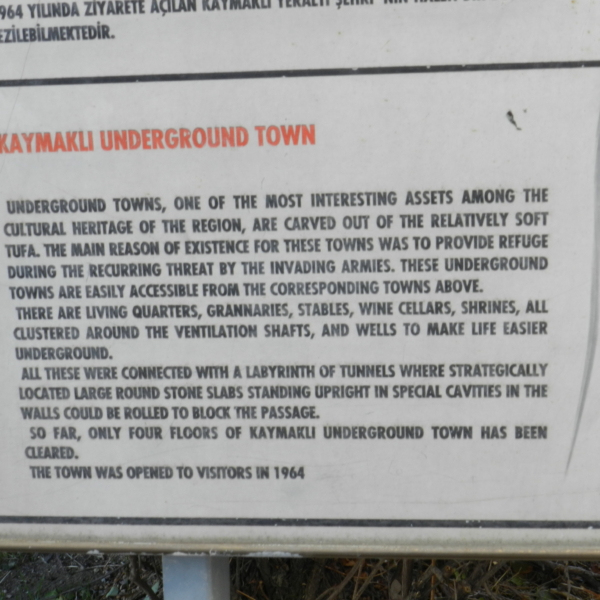 1964 YILINDA ZİYARETE AÇILAN KAYMAKLI YERALTI ŞEHRİ' NİN
EZİLEBİLMEKTEDİR.
KAYMAKLI UNDERGROUND TOWN
UNDERGROUND TOWNS, ONE OF THE MOST INTERESTING ASSETS AMONG THE
CULTURAL HERITAGE OF THE REGION, ARE CARVED OUT OF THE RELATIVELY SOFT
TUFA. THE MAIN REASON OF EXISTENCE FOR THESE TOWNS WAS TO PROVIDE REFUGE
DURING THE RECURRING THREAT BY THE INVADING ARMIES. THESE UNDERGROUND
TOWNS ARE EASILY ACCESSIBLE FROM THE CORRESPONDING TOWNS ABOVE.
THERE ARE LIVING QUARTERS, GRANNARIES, STABLES, WINE CELLARS, SHRINES, ALL
CLUSTERED AROUND THE VENTILATION SHAFTS, AND WELLS TO MAKE LIFE EASIER
UNDERGROUND.
ALL THESE WERE CONNECTED WITH A LABYRINTH OF TUNNELS WHERE STRATEGICALLY
LOCATED LARGE ROUND STONE SLABS STANDING UPRIGHT IN SPECIAL CAVITIES IN THE
WALLS COULD BE ROLLED TO BLOCK THE PASSAGE.
SO FAR, ONLY FOUR FLOORS OF KAYMAKLI UNDERGROUND TOWN HAS BEEN
CLEARED.
THE TOWN WAS OPENED TO VISITORS IN 1964